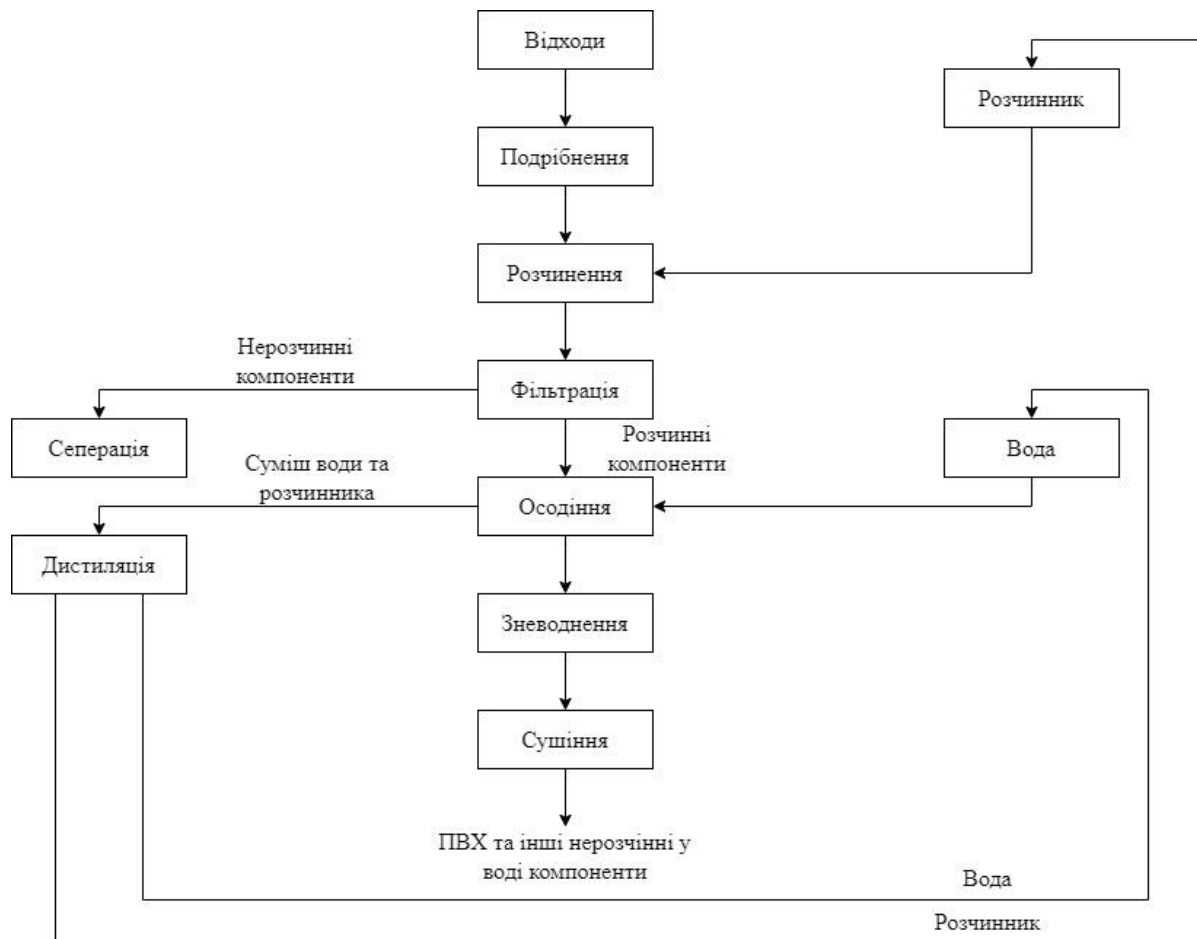 Відходи
Розчинник
Подрібнення
Розчинення
Нерозчинні
компоненти
Фільтрація
Сеперація
Розчинні
компоненти
Вода
Суміш води та
розчинника
Осодіння
Дистиляція
Зневоднення
Сушіння
ПВХ та інші нерозчінні у
воді компоненти
Вода
Розчинник